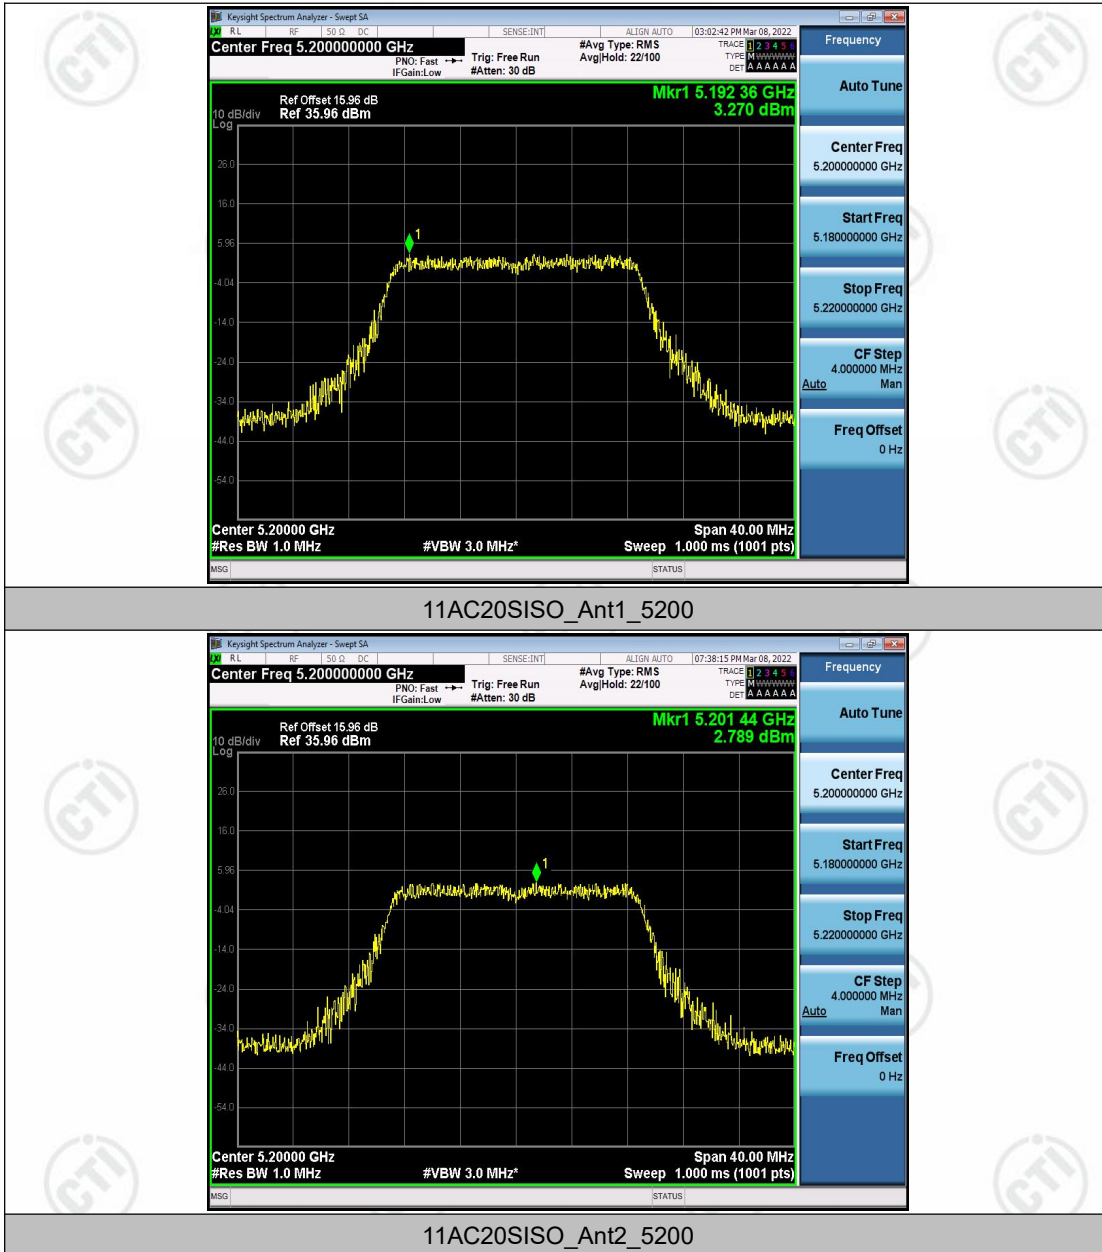 Keysight Spectrum Analyzer - Swept SA
LXI RL RF 50 Ω DC SENSE:INT ALIGN AUTO 03:02:42 PM Mar 08, 2022
Center Freq 5.200000000 GHz #Avg Type: RMS TRACE 1 2 3 4 5 6 Frequency
PNO: Fast Trig: Free Run Avg|Hold: 22/100 TYPE M W W W W W
IFGain:Low #Atten: 30 dB DET A A A A A A
Auto Tune
Mkr1 5.192 36 GHz
Ref Offset 15.96 dB
10 dB/div Ref 35.96 dBm 3.270 dBm
Log
Center Freq
5.200000000 GHz
26.0
16.0
Start Freq
5.180000000 GHz
5.96
1
-4.04
Stop Freq
5.220000000 GHz
-14.0
-24.0
CF Step
4.000000 MHz
Auto Man
-34.0
Freq Offset
0 Hz
-44.0
-54.0
Center 5.20000 GHz Span 40.00 MHz
#Res BW 1.0 MHz #VBW 3.0 MHz* Sweep 1.000 ms (1001 pts)
MSG STATUS
11AC20SISO_Ant1_5200
Keysight Spectrum Analyzer - Swept SA
LXI RL RF 50 Ω DC SENSE:INT ALIGN AUTO 07:38:15 PM Mar 08, 2022
Center Freq 5.200000000 GHz #Avg Type: RMS TRACE 1 2 3 4 5 6 Frequency
PNO: Fast Trig: Free Run Avg|Hold: 22/100 TYPE M W W W W W
IFGain:Low #Atten: 30 dB DET A A A A A A
Auto Tune
Mkr1 5.201 44 GHz
Ref Offset 15.96 dB
10 dB/div Ref 35.96 dBm 2.789 dBm
Log
Center Freq
5.200000000 GHz
26.0
16.0
Start Freq
5.180000000 GHz
5.96
1
-4.04
Stop Freq
5.220000000 GHz
-14.0
-24.0
CF Step
4.000000 MHz
Auto Man
-34.0
Freq Offset
0 Hz
-44.0
-54.0
Center 5.20000 GHz Span 40.00 MHz
#Res BW 1.0 MHz #VBW 3.0 MHz* Sweep 1.000 ms (1001 pts)
MSG STATUS
11AC20SISO_Ant2_5200
CTI
CTI
CTI
CTI
CTI
CTI
CTI
CTI